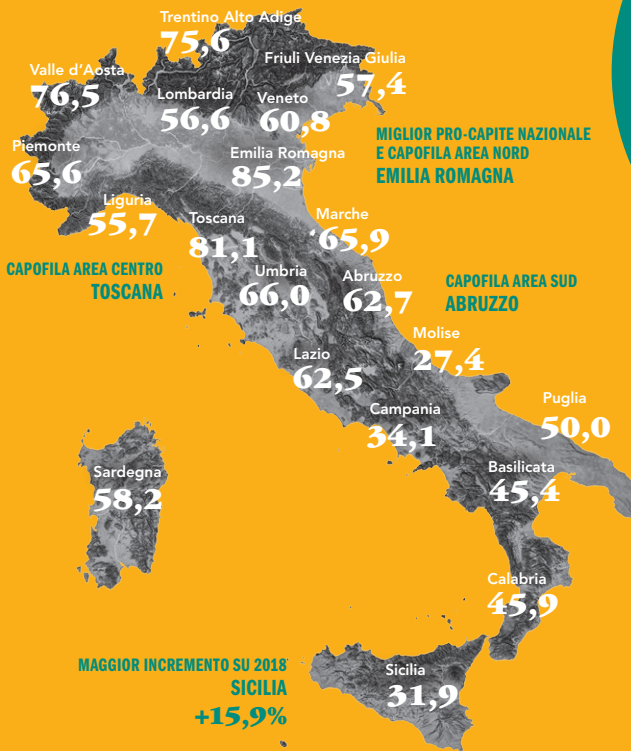 Trentino Alto Adige
75,6
Friuli Venezia Giulia
57,4
Valle d'Aosta
76,5
Lombardia
56,6
Veneto
60,8
MIGLIOR PRO-CAPITE NAZIONALE
E CAPOFILA AREA NORD
EMILIA ROMAGNA
Piemonte
65,6
Emilia Romagna
85,2
Liguria
55,7
Toscana
81,1
Marche
65,9
CAPOFILA AREA CENTRO
TOSCANA
Umbria
66,0
Abruzzo
62,7
CAPOFILA AREA SUD
ABRUZZO
Molise
27,4
Lazio
62,5
Campania
34,1
Puglia
50,0
Sardegna
58,2
Basilicata
45,4
Calabria
45,9
MAGGIOR INCREMENTO SU 2018
SICILIA
+15,9%
Sicilia
31,9